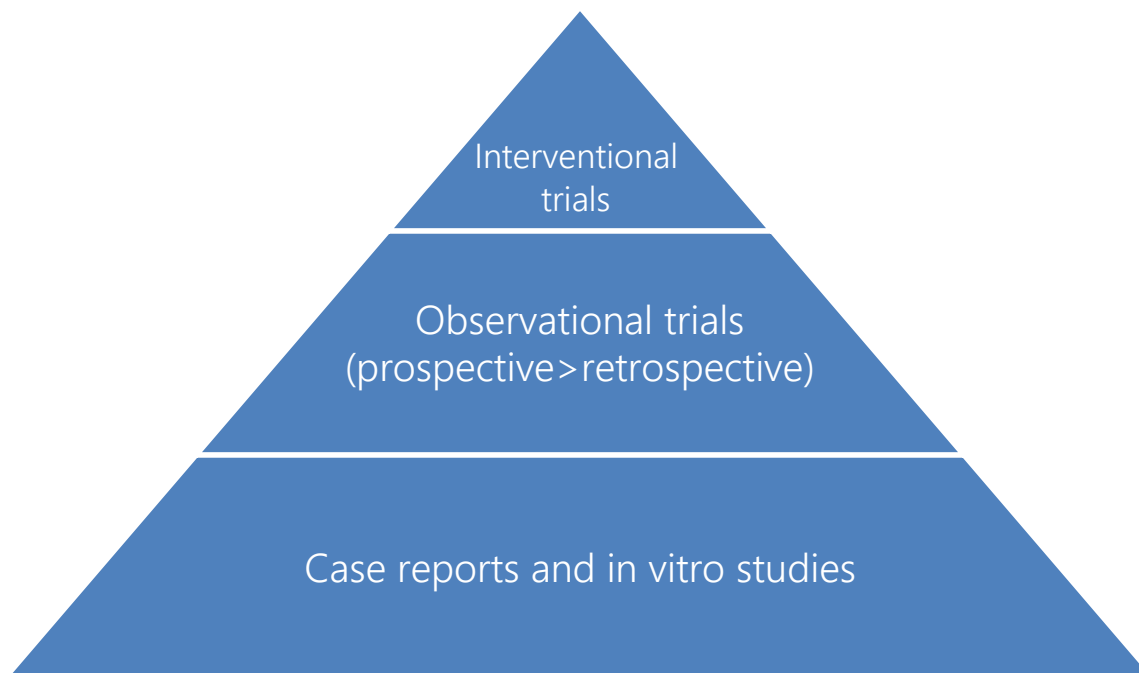 Interventional
trials
Observational trials
(prospective>retrospective)
Case reports and in vitro studies